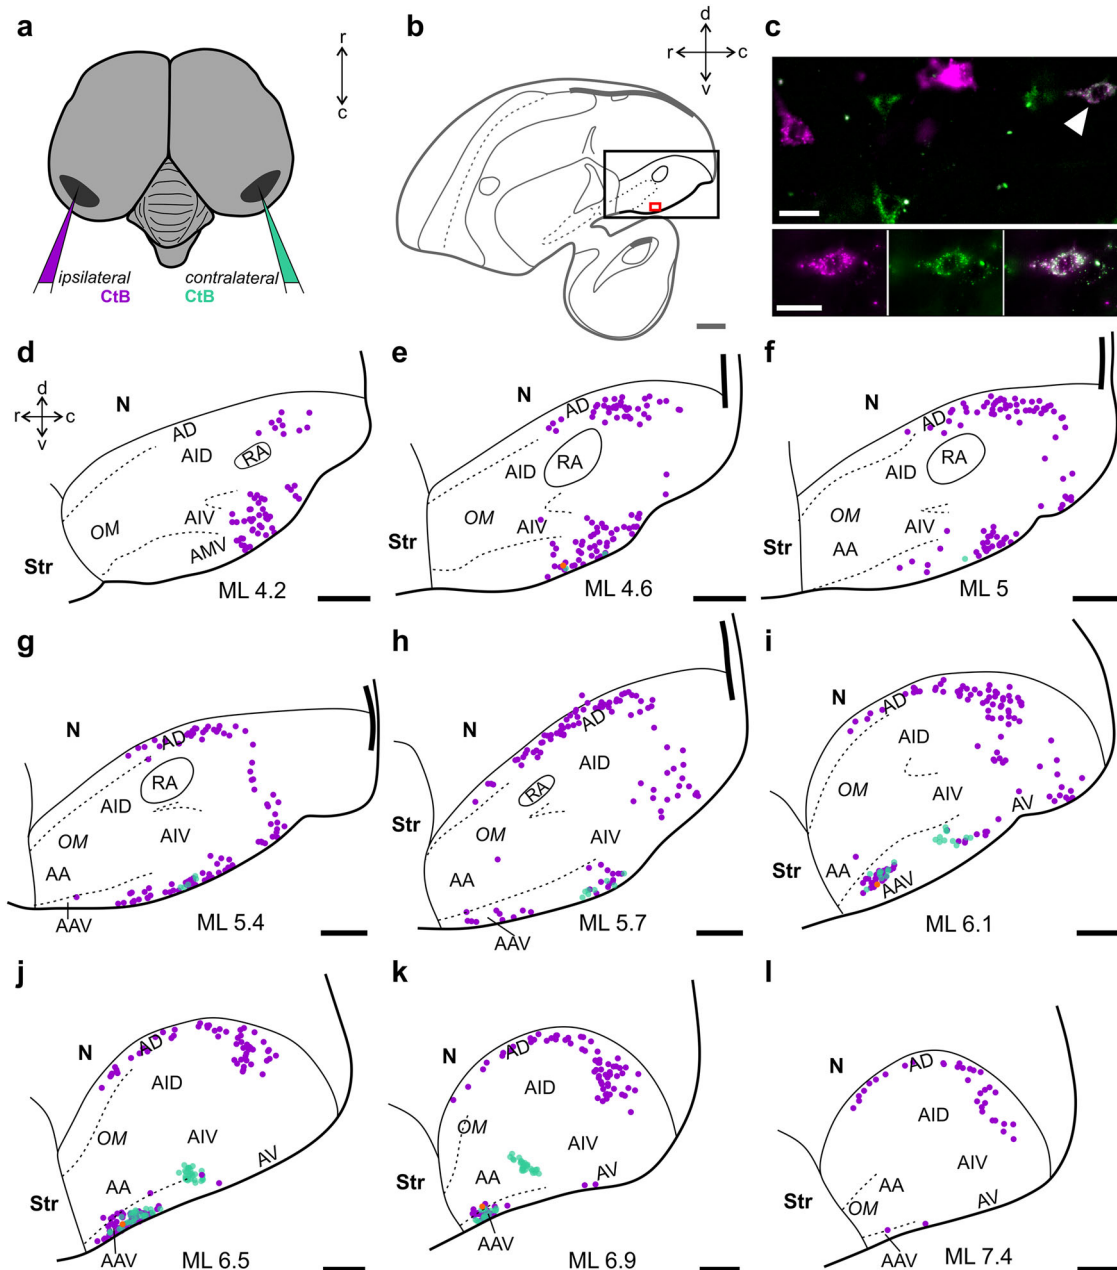 a
r
c
ipsilateral
CtB
contralateral
CtB
b
d
r
c
v
c
d
d
r
c
v
N
AD
AID
RA
OM
AIV
AMV
Str
ML 4.2
e
N
AD
AID
RA
OM
AIV
Str
ML 4.6
f
N
AD
AID
RA
OM
AIV
AA
Str
ML 5
g
N
AD
RA
AID
OM
AIV
AA
AAV
ML 5.4
h
N
AD
AID
RA
Str
OM
AIV
AA
AAV
ML 5.7
i
N
AD
AID
OM
AIV
AV
AA
AAV
Str
ML 6.1
j
N
AD
AID
OM
AIV
AV
AA
Str
AAV
ML 6.5
k
N
AD
AID
OM
AIV
AA
AV
Str
AAV
ML 6.9
l
N
AD
AID
AIV
AA
OM
AV
Str
AAV
ML 7.4